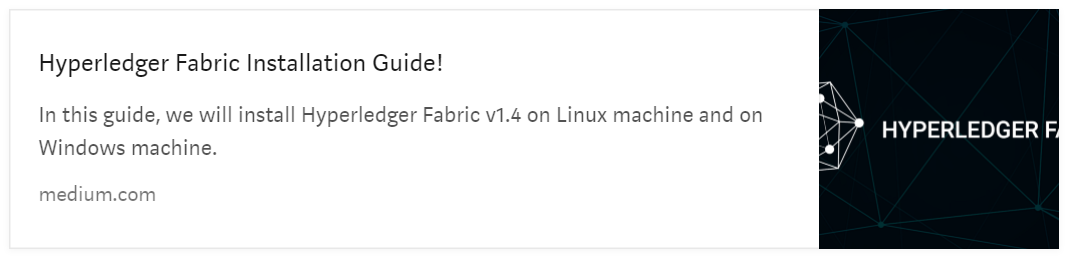 Hyperledger Fabric Installation Guide!
In this guide, we will install Hyperledger Fabric v1.4 on Linux machine and on
Windows machine.
medium.com
HYPERLEDGER FA